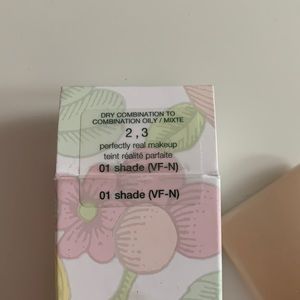 DRY COMBINATION TO
COMBINATION OILY / MIXTE
2 , 3
perfectly real makeup
teint réalité parfaite
01 shade (VF-N)
01 shade (VF-N)